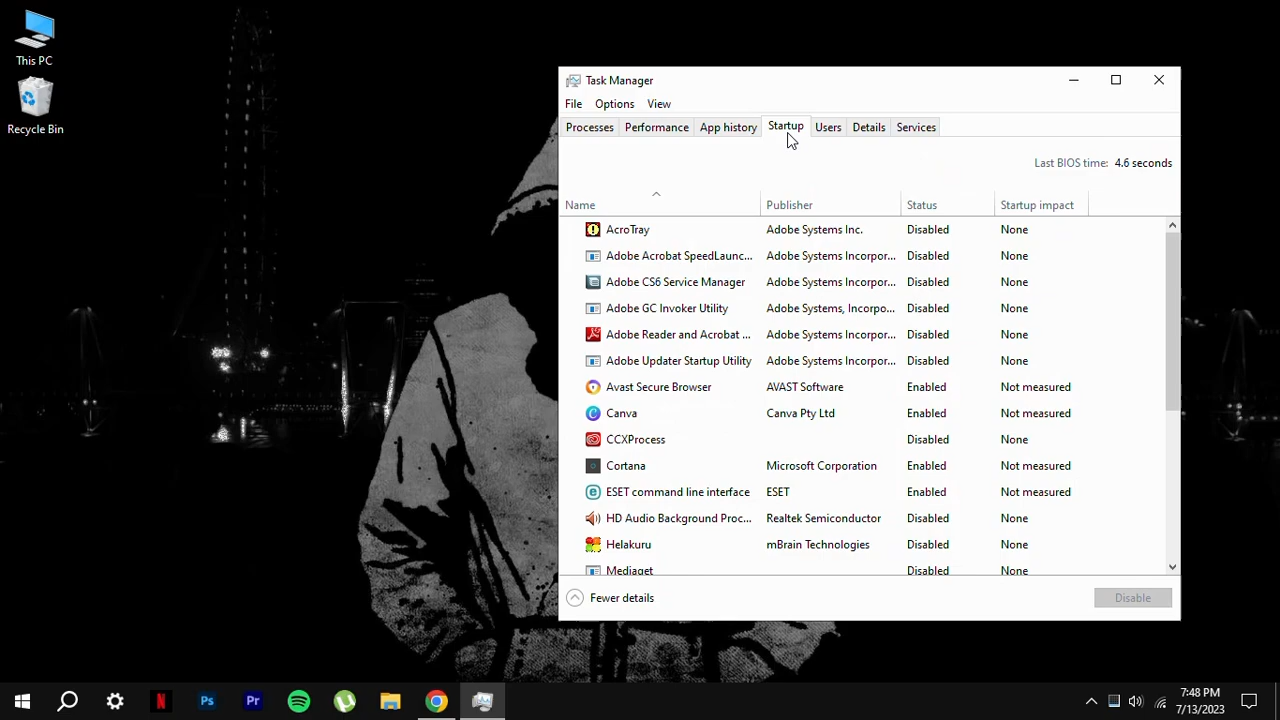 This PC
Recycle Bin
Task Manager
File Options View
Processes Performance App history Startup Users Details Services
Last BIOS time: 4.6 seconds
Name Publisher Status Startup impact
AcroTray Adobe Systems Inc. Disabled None
Adobe Acrobat SpeedLaunc... Adobe Systems Incorpor... Disabled None
Adobe CS6 Service Manager Adobe Systems Incorpor... Disabled None
Adobe GC Invoker Utility Adobe Systems, Incorpo... Disabled None
Adobe Reader and Acrobat ... Adobe Systems Incorpor... Disabled None
Adobe Updater Startup Utility Adobe Systems Incorpor... Disabled None
Avast Secure Browser AVAST Software Enabled Not measured
Canva Canva Pty Ltd Enabled Not measured
CCXProcess Disabled None
Cortana Microsoft Corporation Enabled Not measured
ESET command line interface ESET Enabled Not measured
HD Audio Background Proc... Realtek Semiconductor Disabled None
Helakuru mBrain Technologies Disabled None
Mediaget Disabled None
Fewer details Disable
N Ps Pr 7:48 PM
7/13/2023